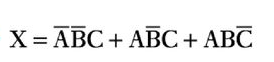 X = A̅B̅C + AB̅C + ABC̅